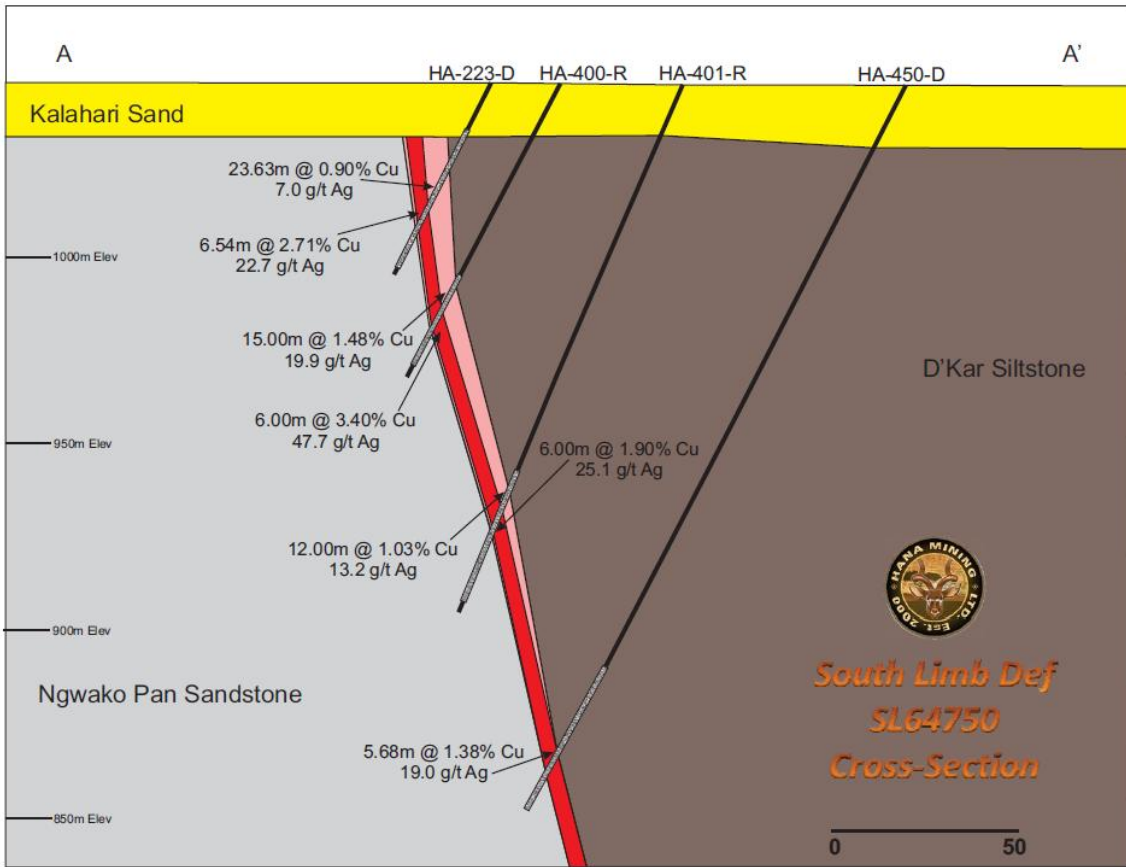 A
A'
HA-223-D
HA-400-R
HA-401-R
HA-450-D
Kalahari Sand
23.63m @ 0.90% Cu
7.0 g/t Ag
6.54m @ 2.71% Cu
22.7 g/t Ag
1000m Elev
15.00m @ 1.48% Cu
19.9 g/t Ag
D'Kar Siltstone
6.00m @ 3.40% Cu
47.7 g/t Ag
950m Elev
6.00m @ 1.90% Cu
25.1 g/t Ag
12.00m @ 1.03% Cu
13.2 g/t Ag
HANA MINING LTD. Est. 2000
900m Elev
Ngwako Pan Sandstone
South Limb Def
SL64750
Cross-Section
5.68m @ 1.38% Cu
19.0 g/t Ag
850m Elev
0 50